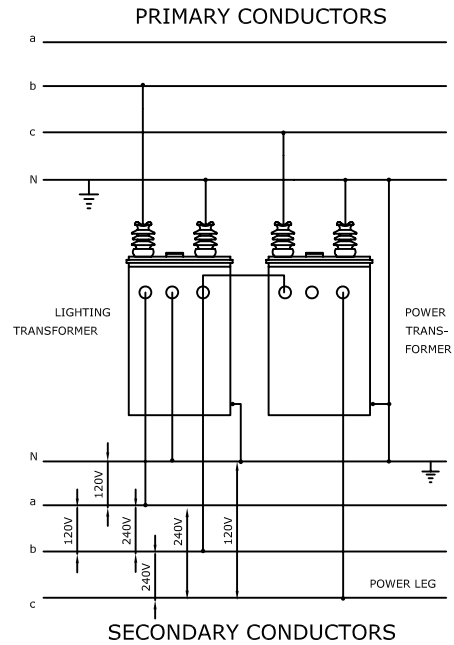 PRIMARY CONDUCTORS
a
b
c
N
LIGHTING
TRANSFORMER
POWER
TRANS-
FORMER
N
120V
a
120V
240V
240V
120V
b
240V
POWER LEG
c
SECONDARY CONDUCTORS